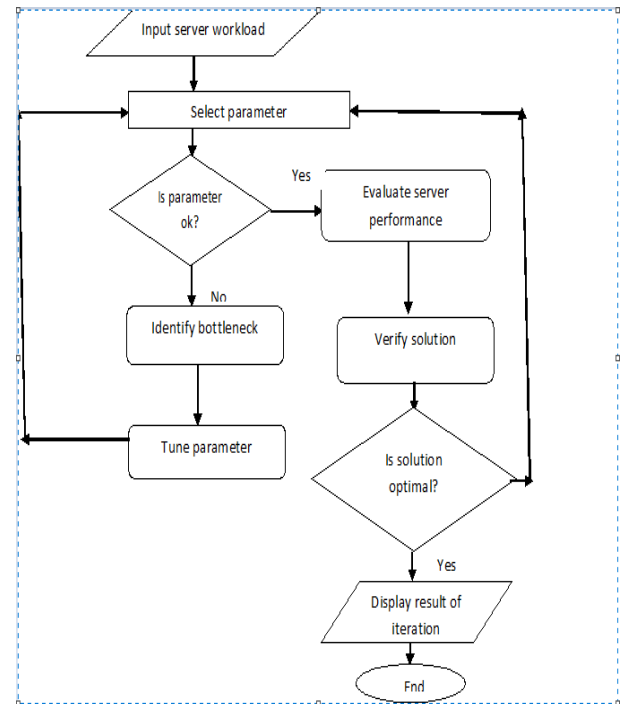 Input server workload
Select parameter
Is parameter
ok?
Yes
Evaluate server
performance
No
Identify bottleneck
Verify solution
Tune parameter
Is solution
optimal?
Yes
Display result of
iteration
End